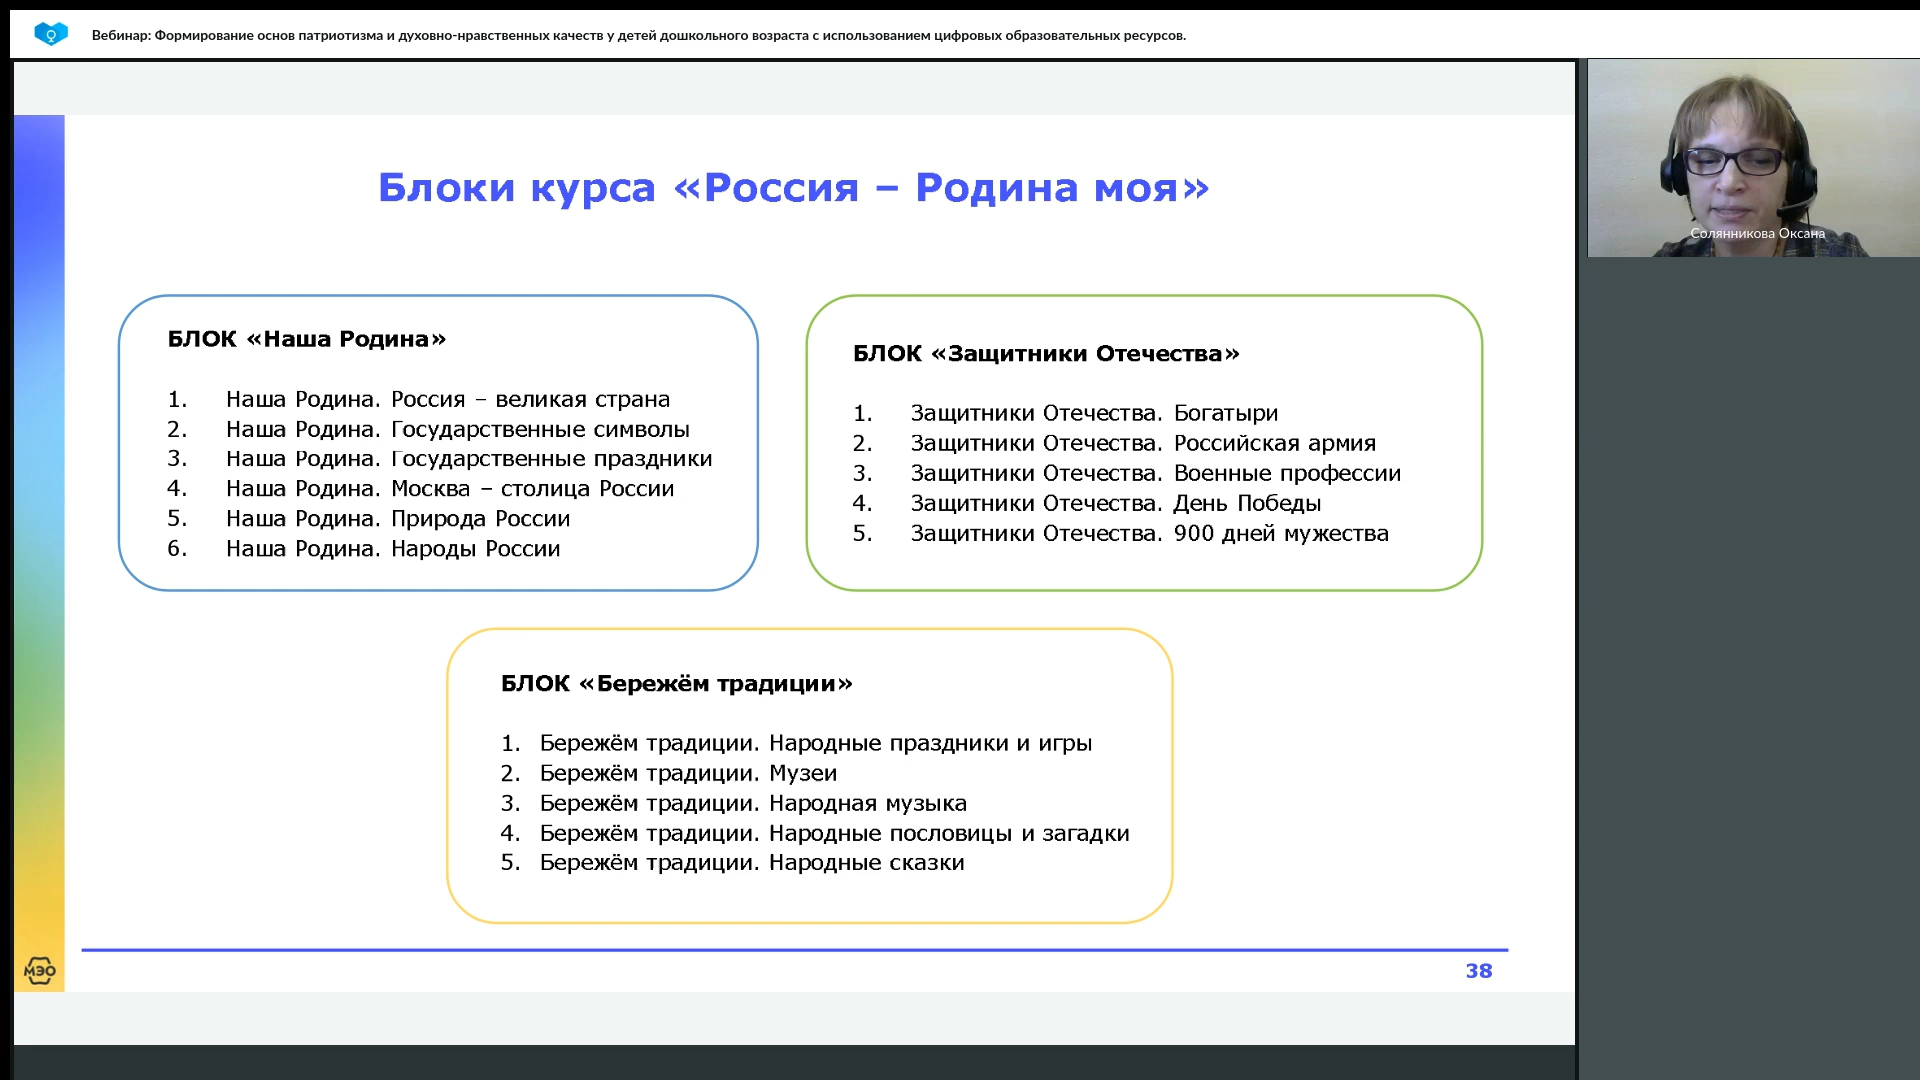 Вебинар: Формирование основ патриотизма и духовно-нравственных качеств у детей дошкольного возраста с использованием цифровых образовательных ресурсов.
Солянникова Оксана
Блоки курса «Россия – Родина моя»
БЛОК «Наша Родина»
1. Наша Родина. Россия – великая страна
2. Наша Родина. Государственные символы
3. Наша Родина. Государственные праздники
4. Наша Родина. Москва – столица России
5. Наша Родина. Природа России
6. Наша Родина. Народы России
БЛОК «Защитники Отечества»
1. Защитники Отечества. Богатыри
2. Защитники Отечества. Российская армия
3. Защитники Отечества. Военные профессии
4. Защитники Отечества. День Победы
5. Защитники Отечества. 900 дней мужества
БЛОК «Бережём традиции»
1. Бережём традиции. Народные праздники и игры
2. Бережём традиции. Музеи
3. Бережём традиции. Народная музыка
4. Бережём традиции. Народные пословицы и загадки
5. Бережём традиции. Народные сказки
МЭО
38